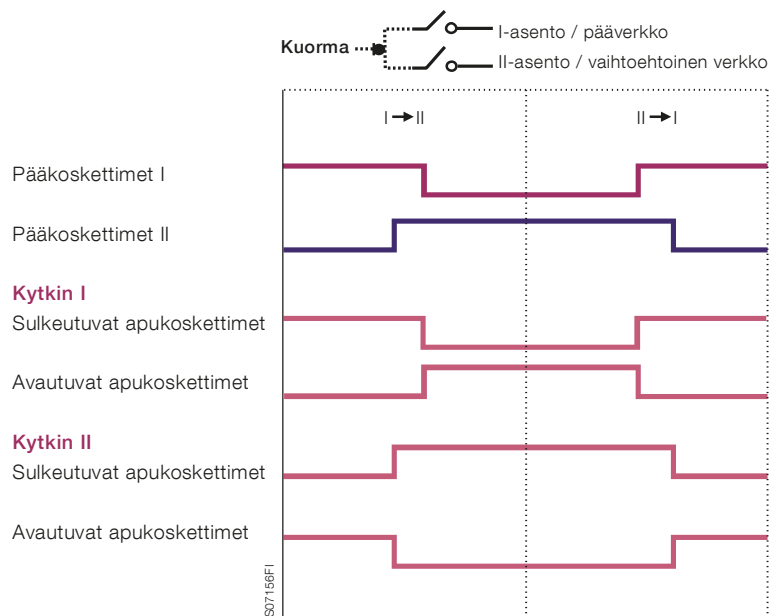 Kuorma
I-asento / pääverkko
II-asento / vaihtoehtoinen verkko
I → II
II → I
Pääkoskettimet I
Pääkoskettimet II
Kytkin I
Sulkeutuvat apukoskettimet
Avautuvat apukoskettimet
Kytkin II
Sulkeutuvat apukoskettimet
Avautuvat apukoskettimet
S07156FI